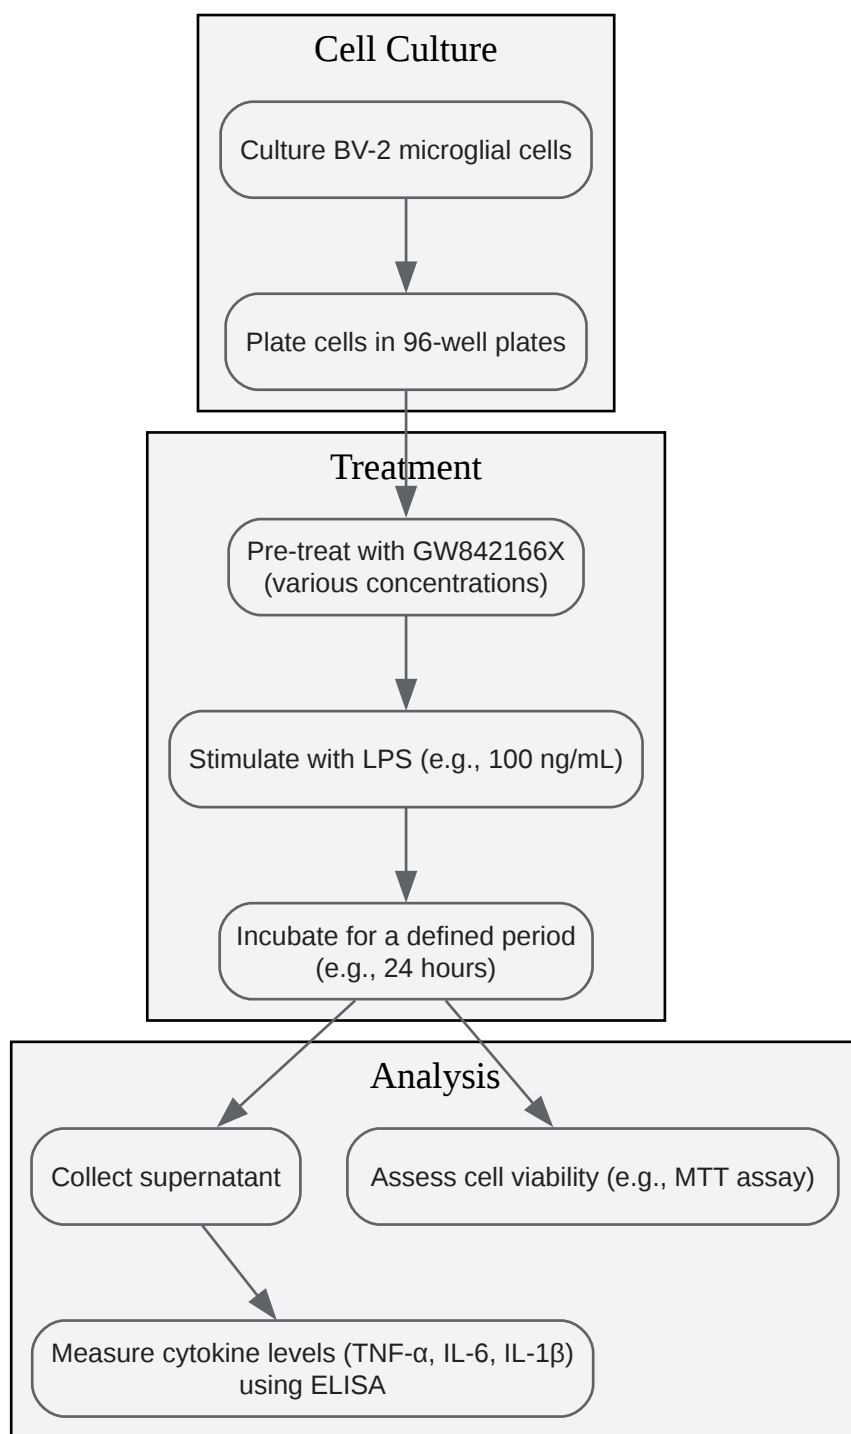 Cell Culture
Culture BV-2 microglial cells
Plate cells in 96-well plates
Treatment
Pre-treat with GW842166X
(various concentrations)
Stimulate with LPS (e.g., 100 ng/mL)
Incubate for a defined period
(e.g., 24 hours)
Analysis
Collect supernatant
Assess cell viability (e.g., MTT assay)
Measure cytokine levels (TNF-α, IL-6, IL-1β)
using ELISA